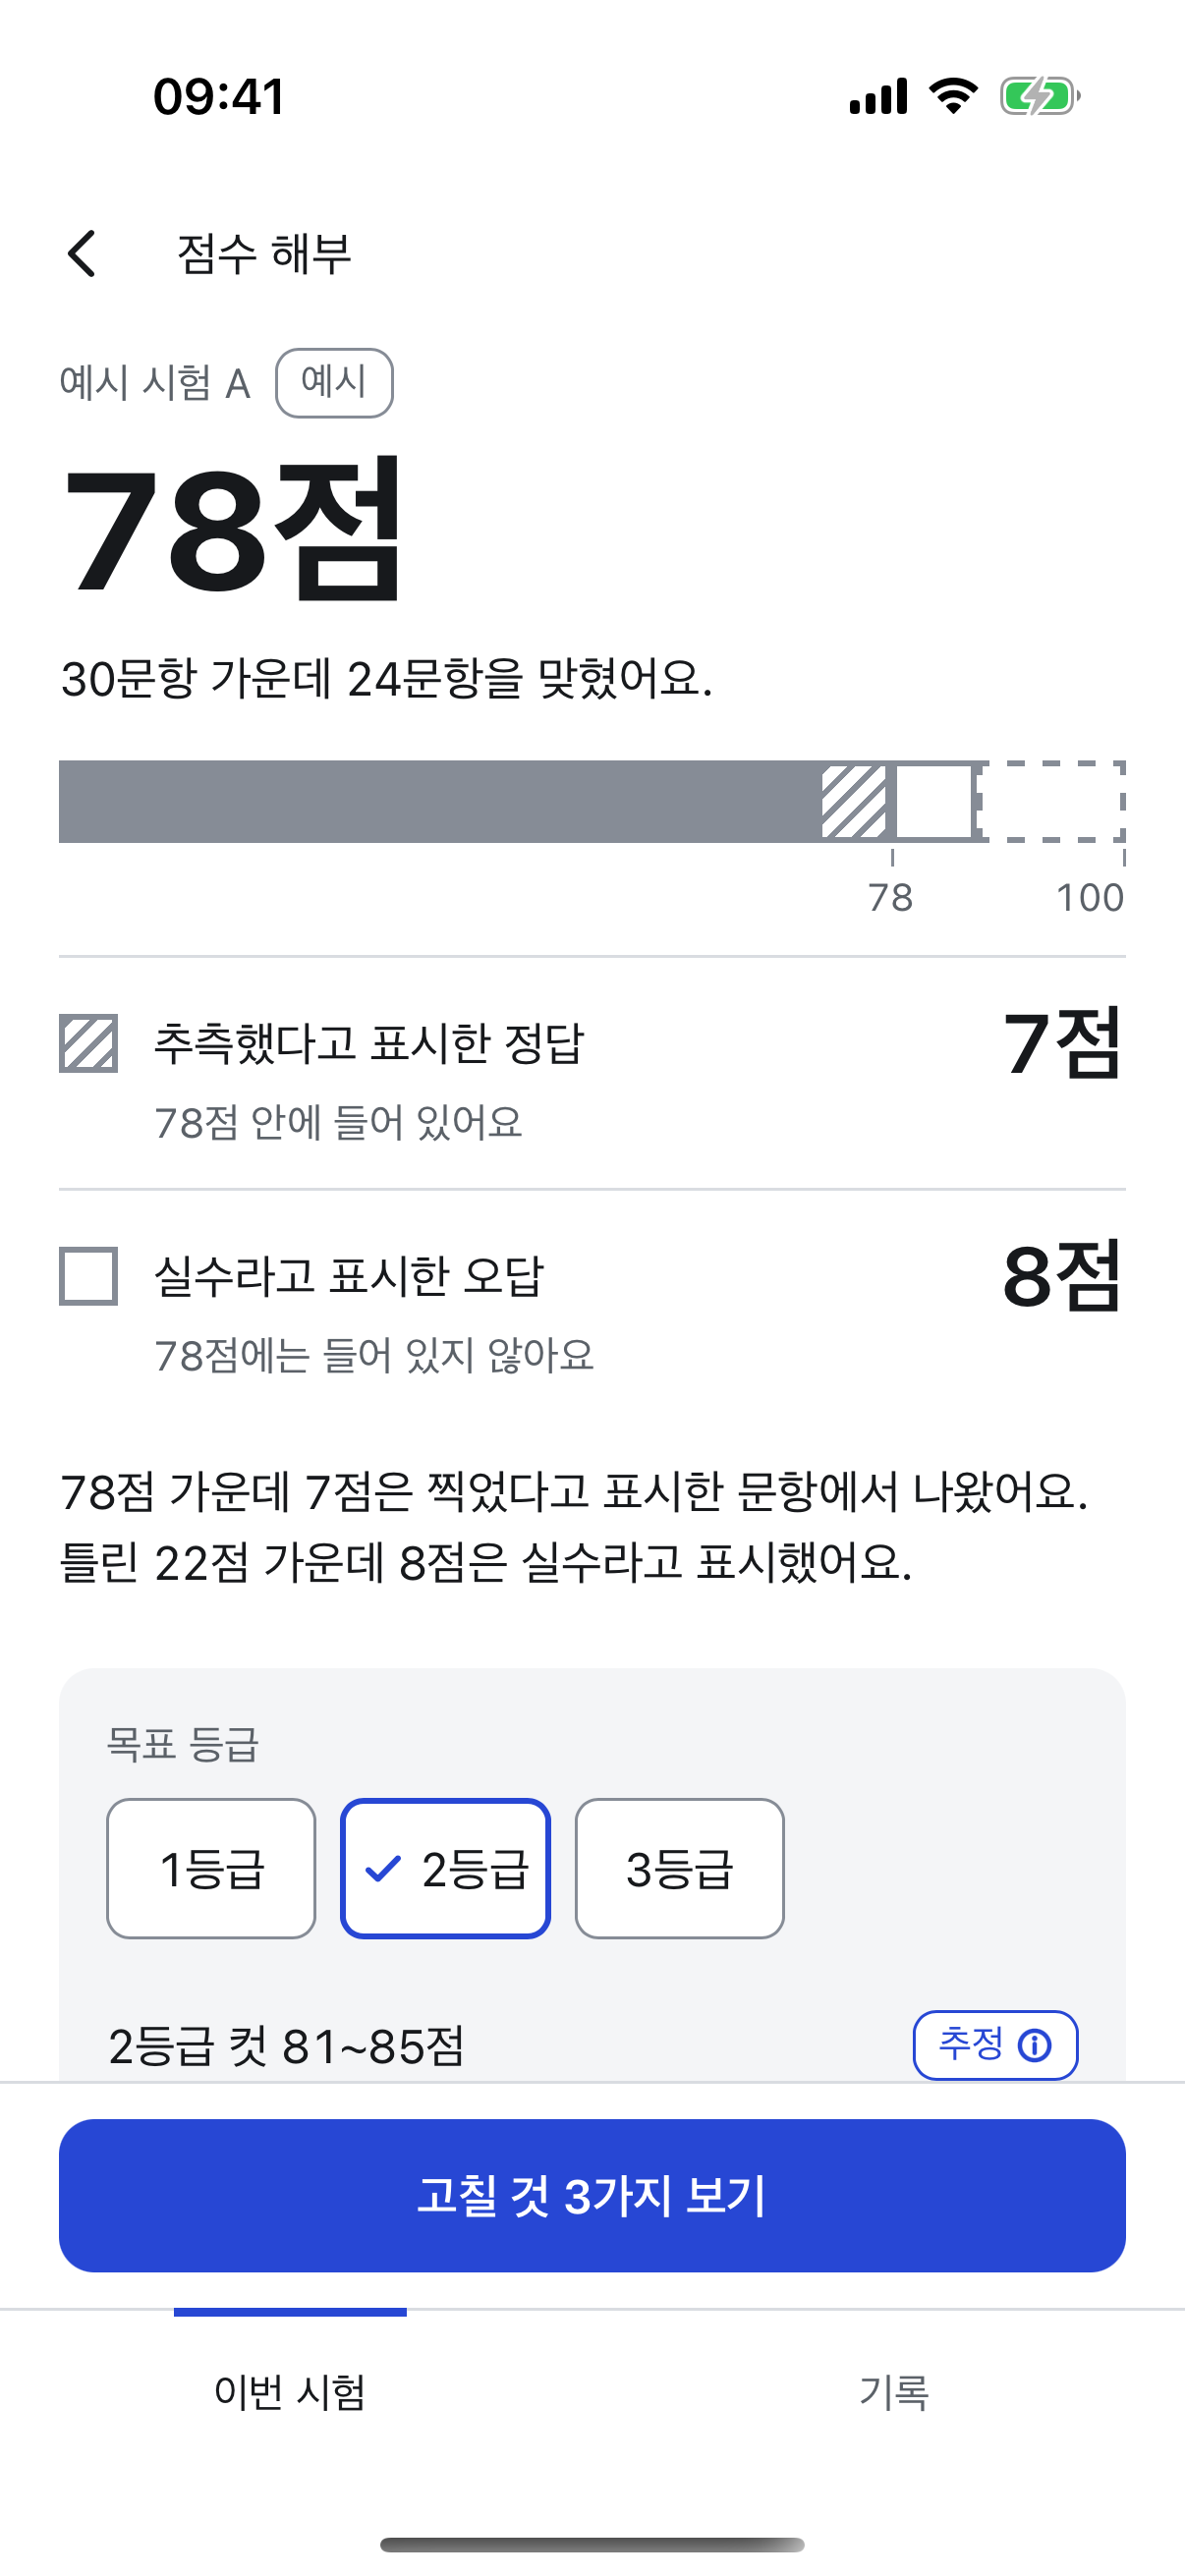 09:41
점수 해부
예시 시험 A 예시
78점
30문항 가운데 24문항을 맞혔어요.
78 100
추측했다고 표시한 정답 7점
78점 안에 들어 있어요
실수라고 표시한 오답 8점
78점에는 들어 있지 않아요
78점 가운데 7점은 찍었다고 표시한 문항에서 나왔어요.
틀린 22점 가운데 8점은 실수라고 표시했어요.
목표 등급
1등급 2등급 3등급
2등급 컷 81~85점 추정
고칠 것 3가지 보기
이번 시험 기록